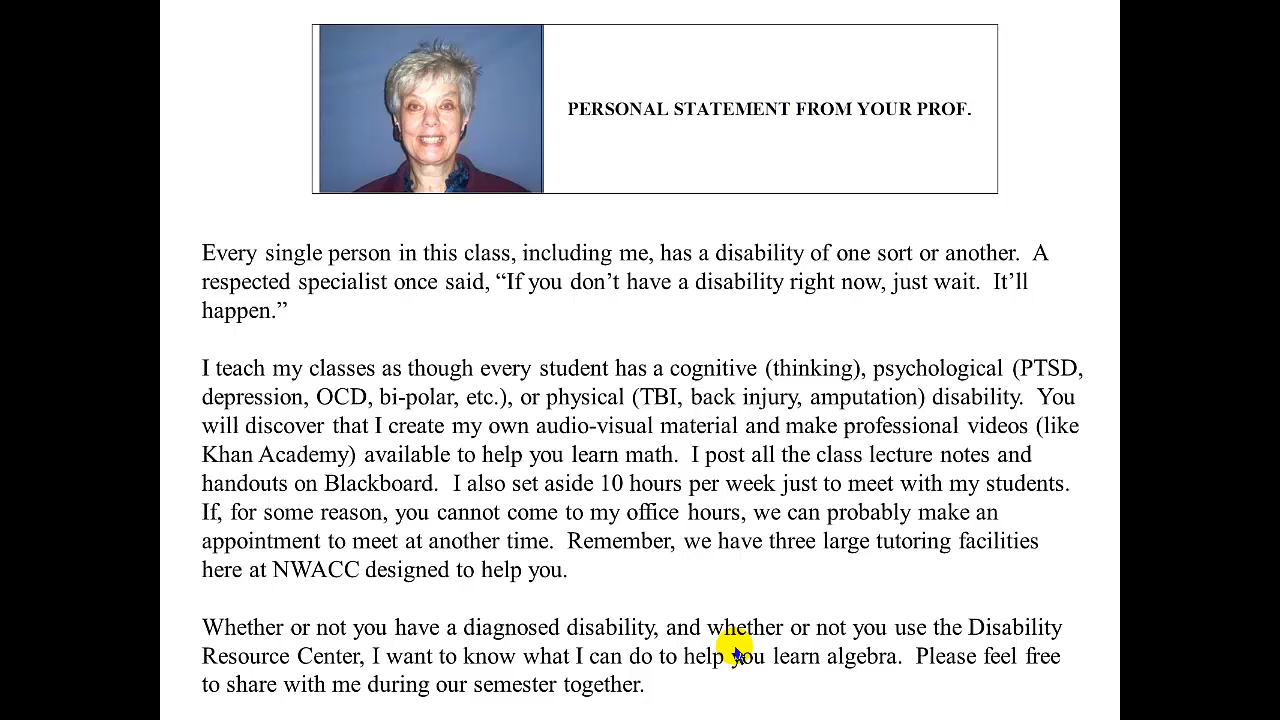 PERSONAL STATEMENT FROM YOUR PROF.
Every single person in this class, including me, has a disability of one sort or another.  A
respected specialist once said, “If you don’t have a disability right now, just wait.  It’ll
happen.”
I teach my classes as though every student has a cognitive (thinking), psychological (PTSD,
depression, OCD, bi-polar, etc.), or physical (TBI, back injury, amputation) disability.  You
will discover that I create my own audio-visual material and make professional videos (like
Khan Academy) available to help you learn math.  I post all the class lecture notes and
handouts on Blackboard.  I also set aside 10 hours per week just to meet with my students.
If, for some reason, you cannot come to my office hours, we can probably make an
appointment to meet at another time.  Remember, we have three large tutoring facilities
here at NWACC designed to help you.
Whether or not you have a diagnosed disability, and whether or not you use the Disability
Resource Center, I want to know what I can do to help you learn algebra.  Please feel free
to share with me during our semester together.